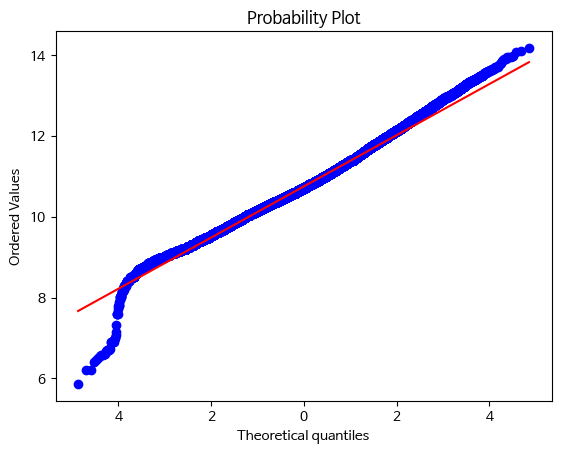 Probability Plot
14
12
10
8
6
Ordered Values
4 2 0 2 4
Theoretical quantiles